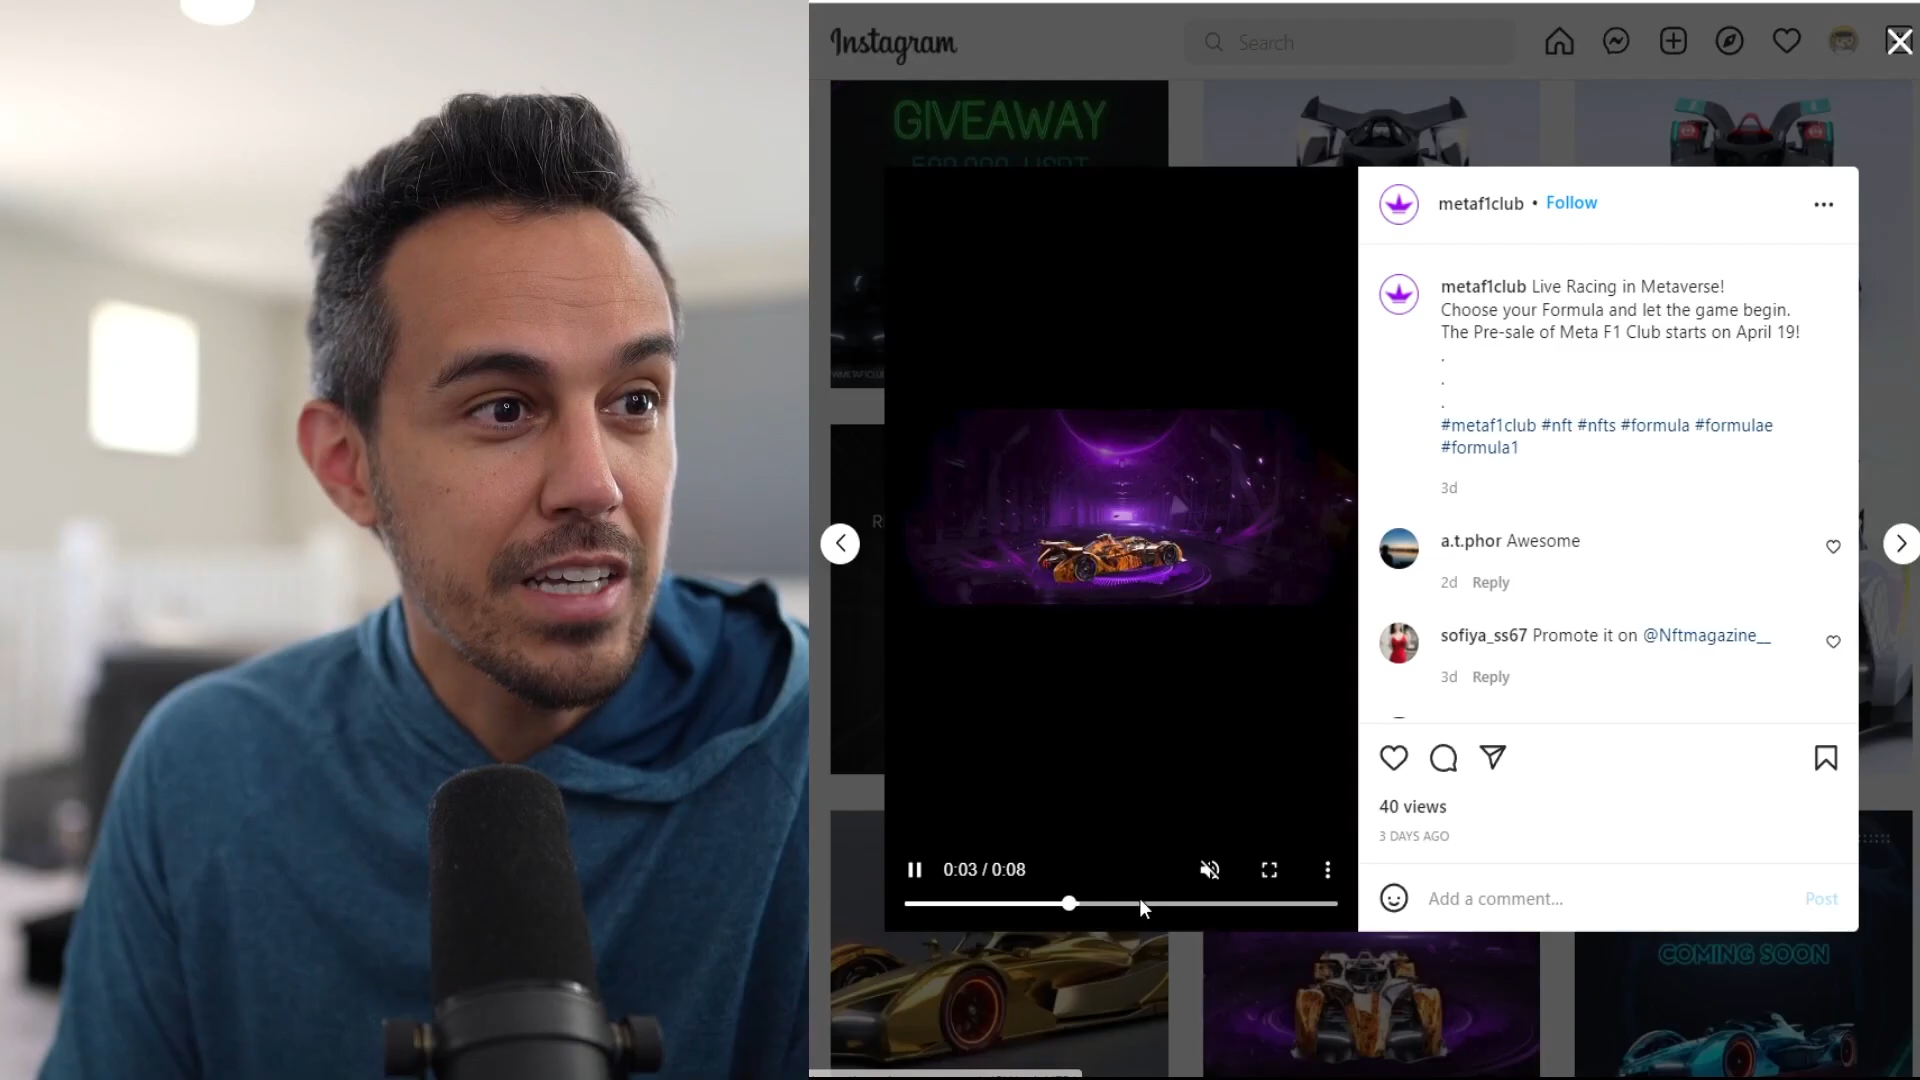 Instagram
Search
GIVEAWAY
500.000 USDT
metaf1club • Follow
metaf1club Live Racing in Metaverse!
Choose your Formula and let the game begin.
The Pre-sale of Meta F1 Club starts on April 19!
.
.
.
#metaf1club #nft #nfts #formula #formulae
#formula1
3d
a.t.phor Awesome
2d Reply
sofiya_ss67 Promote it on @Nftmagazine__
3d Reply
40 views
3 DAYS AGO
Add a comment... Post
0:03 / 0:08
COMING SOON